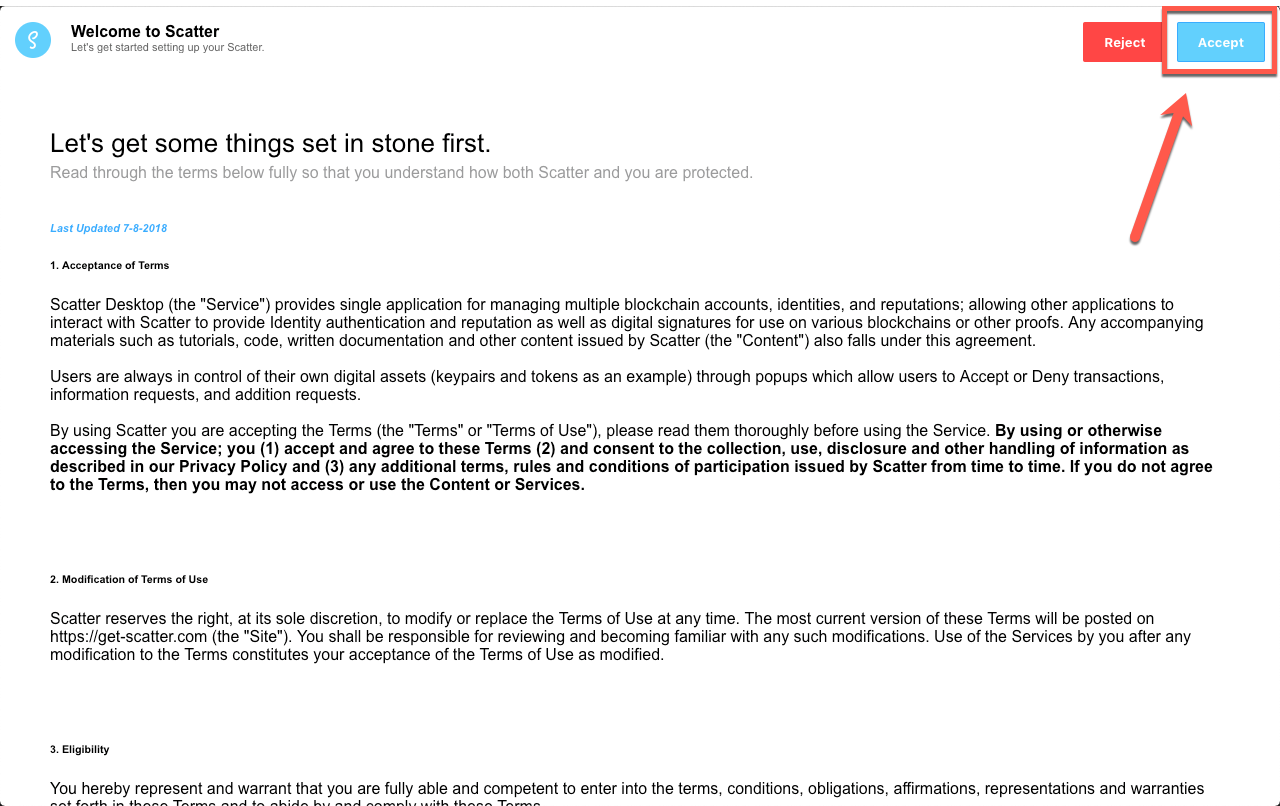 Welcome to Scatter
Let's get started setting up your Scatter.
Reject
Accept
Let's get some things set in stone first.
Read through the terms below fully so that you understand how both Scatter and you are protected.
Last Updated 7-8-2018
1. Acceptance of Terms
Scatter Desktop (the "Service") provides single application for managing multiple blockchain accounts, identities, and reputations; allowing other applications to
interact with Scatter to provide Identity authentication and reputation as well as digital signatures for use on various blockchains or other proofs. Any accompanying
materials such as tutorials, code, written documentation and other content issued by Scatter (the "Content") also falls under this agreement.
Users are always in control of their own digital assets (keypairs and tokens as an example) through popups which allow users to Accept or Deny transactions,
information requests, and addition requests.
By using Scatter you are accepting the Terms (the "Terms" or "Terms of Use"), please read them thoroughly before using the Service. By using or otherwise
accessing the Service; you (1) accept and agree to these Terms (2) and consent to the collection, use, disclosure and other handling of information as
described in our Privacy Policy and (3) any additional terms, rules and conditions of participation issued by Scatter from time to time. If you do not agree
to the Terms, then you may not access or use the Content or Services.
2. Modification of Terms of Use
Scatter reserves the right, at its sole discretion, to modify or replace the Terms of Use at any time. The most current version of these Terms will be posted on
https://get-scatter.com (the "Site"). You shall be responsible for reviewing and becoming familiar with any such modifications. Use of the Services by you after any
modification to the Terms constitutes your acceptance of the Terms of Use as modified.
3. Eligibility
You hereby represent and warrant that you are fully able and competent to enter into the terms, conditions, obligations, affirmations, representations and warranties
set forth in these Terms and to abide by and comply with these Terms.